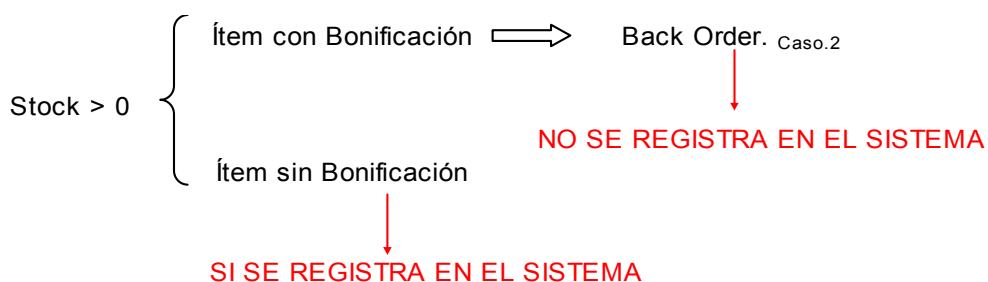 Ítem con Bonificación
Back Order. Caso.2
Stock > 0
NO SE REGISTRA EN EL SISTEMA
Ítem sin Bonificación
SI SE REGISTRA EN EL SISTEMA